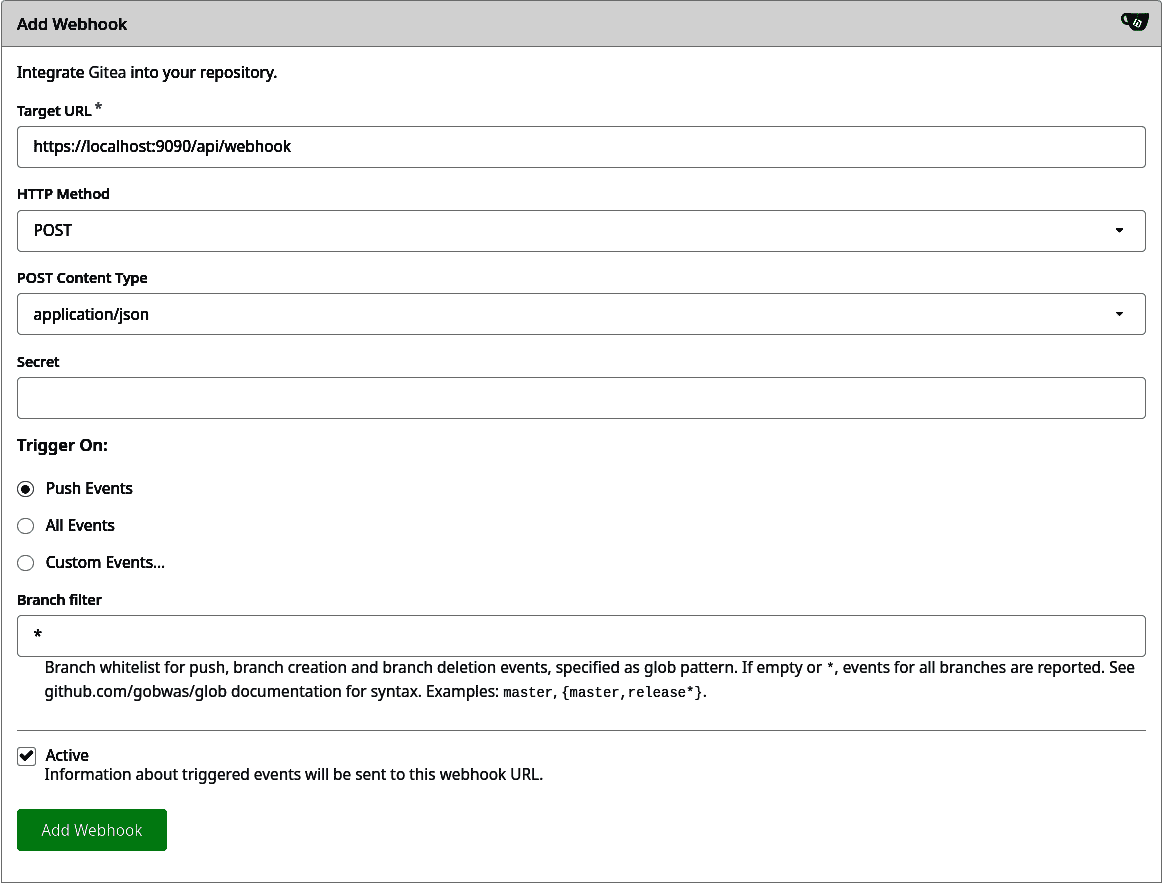 Add Webhook
Integrate Gitea into your repository.
Target URL *
https://localhost:9090/api/webhook
HTTP Method
POST
POST Content Type
application/json
Secret
Trigger On:
Push Events
All Events
Custom Events...
Branch filter
*
Branch whitelist for push, branch creation and branch deletion events, specified as glob pattern. If empty or *, events for all branches are reported. See
github.com/gobwas/glob documentation for syntax. Examples: master, {master,release*}.
Active
Information about triggered events will be sent to this webhook URL.
Add Webhook